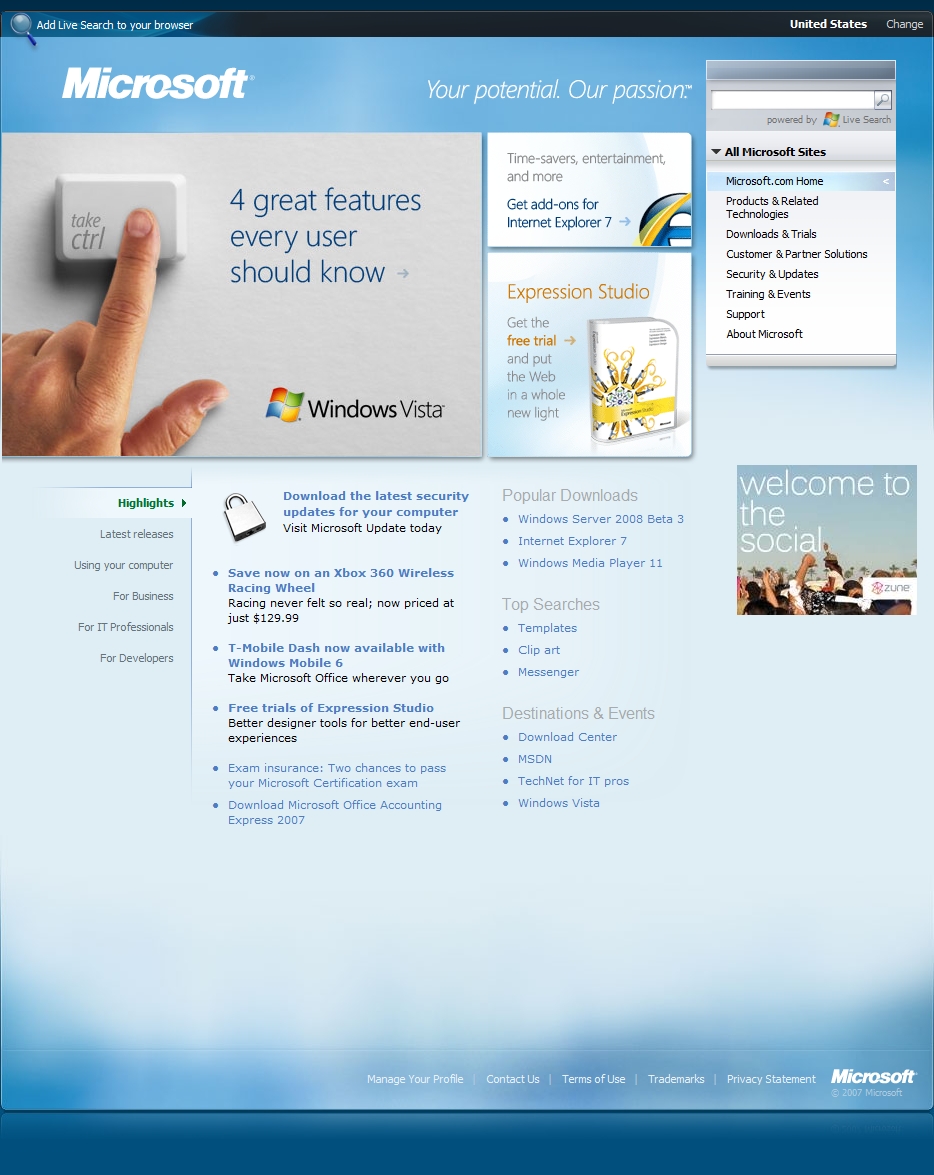 Add Live Search to your browser
United States
Change
Microsoft®
Your potential. Our passion.™
powered by Live Search
All Microsoft Sites
Microsoft.com Home <
Products & Related
Technologies
Downloads & Trials
Customer & Partner Solutions
Security & Updates
Training & Events
Support
About Microsoft
take
ctrl
4 great features
every user
should know
Windows Vista™
Time-savers, entertainment,
and more
Get add-ons for
Internet Explorer 7
Expression Studio
Get the
free trial
and put
the Web
in a whole
new light
Expression Studio
Highlights
Latest releases
Using your computer
For Business
For IT Professionals
For Developers
Download the latest security
updates for your computer
Visit Microsoft Update today
Save now on an Xbox 360 Wireless
Racing Wheel
Racing never felt so real; now priced at
just $129.99
T-Mobile Dash now available with
Windows Mobile 6
Take Microsoft Office wherever you go
Free trials of Expression Studio
Better designer tools for better end-user
experiences
Exam insurance: Two chances to pass
your Microsoft Certification exam
Download Microsoft Office Accounting
Express 2007
Popular Downloads
Windows Server 2008 Beta 3
Internet Explorer 7
Windows Media Player 11
Top Searches
Templates
Clip art
Messenger
Destinations & Events
Download Center
MSDN
TechNet for IT pros
Windows Vista
welcome to
the
social
zune
Manage Your Profile | Contact Us | Terms of Use | Trademarks | Privacy Statement
Microsoft
© 2007 Microsoft